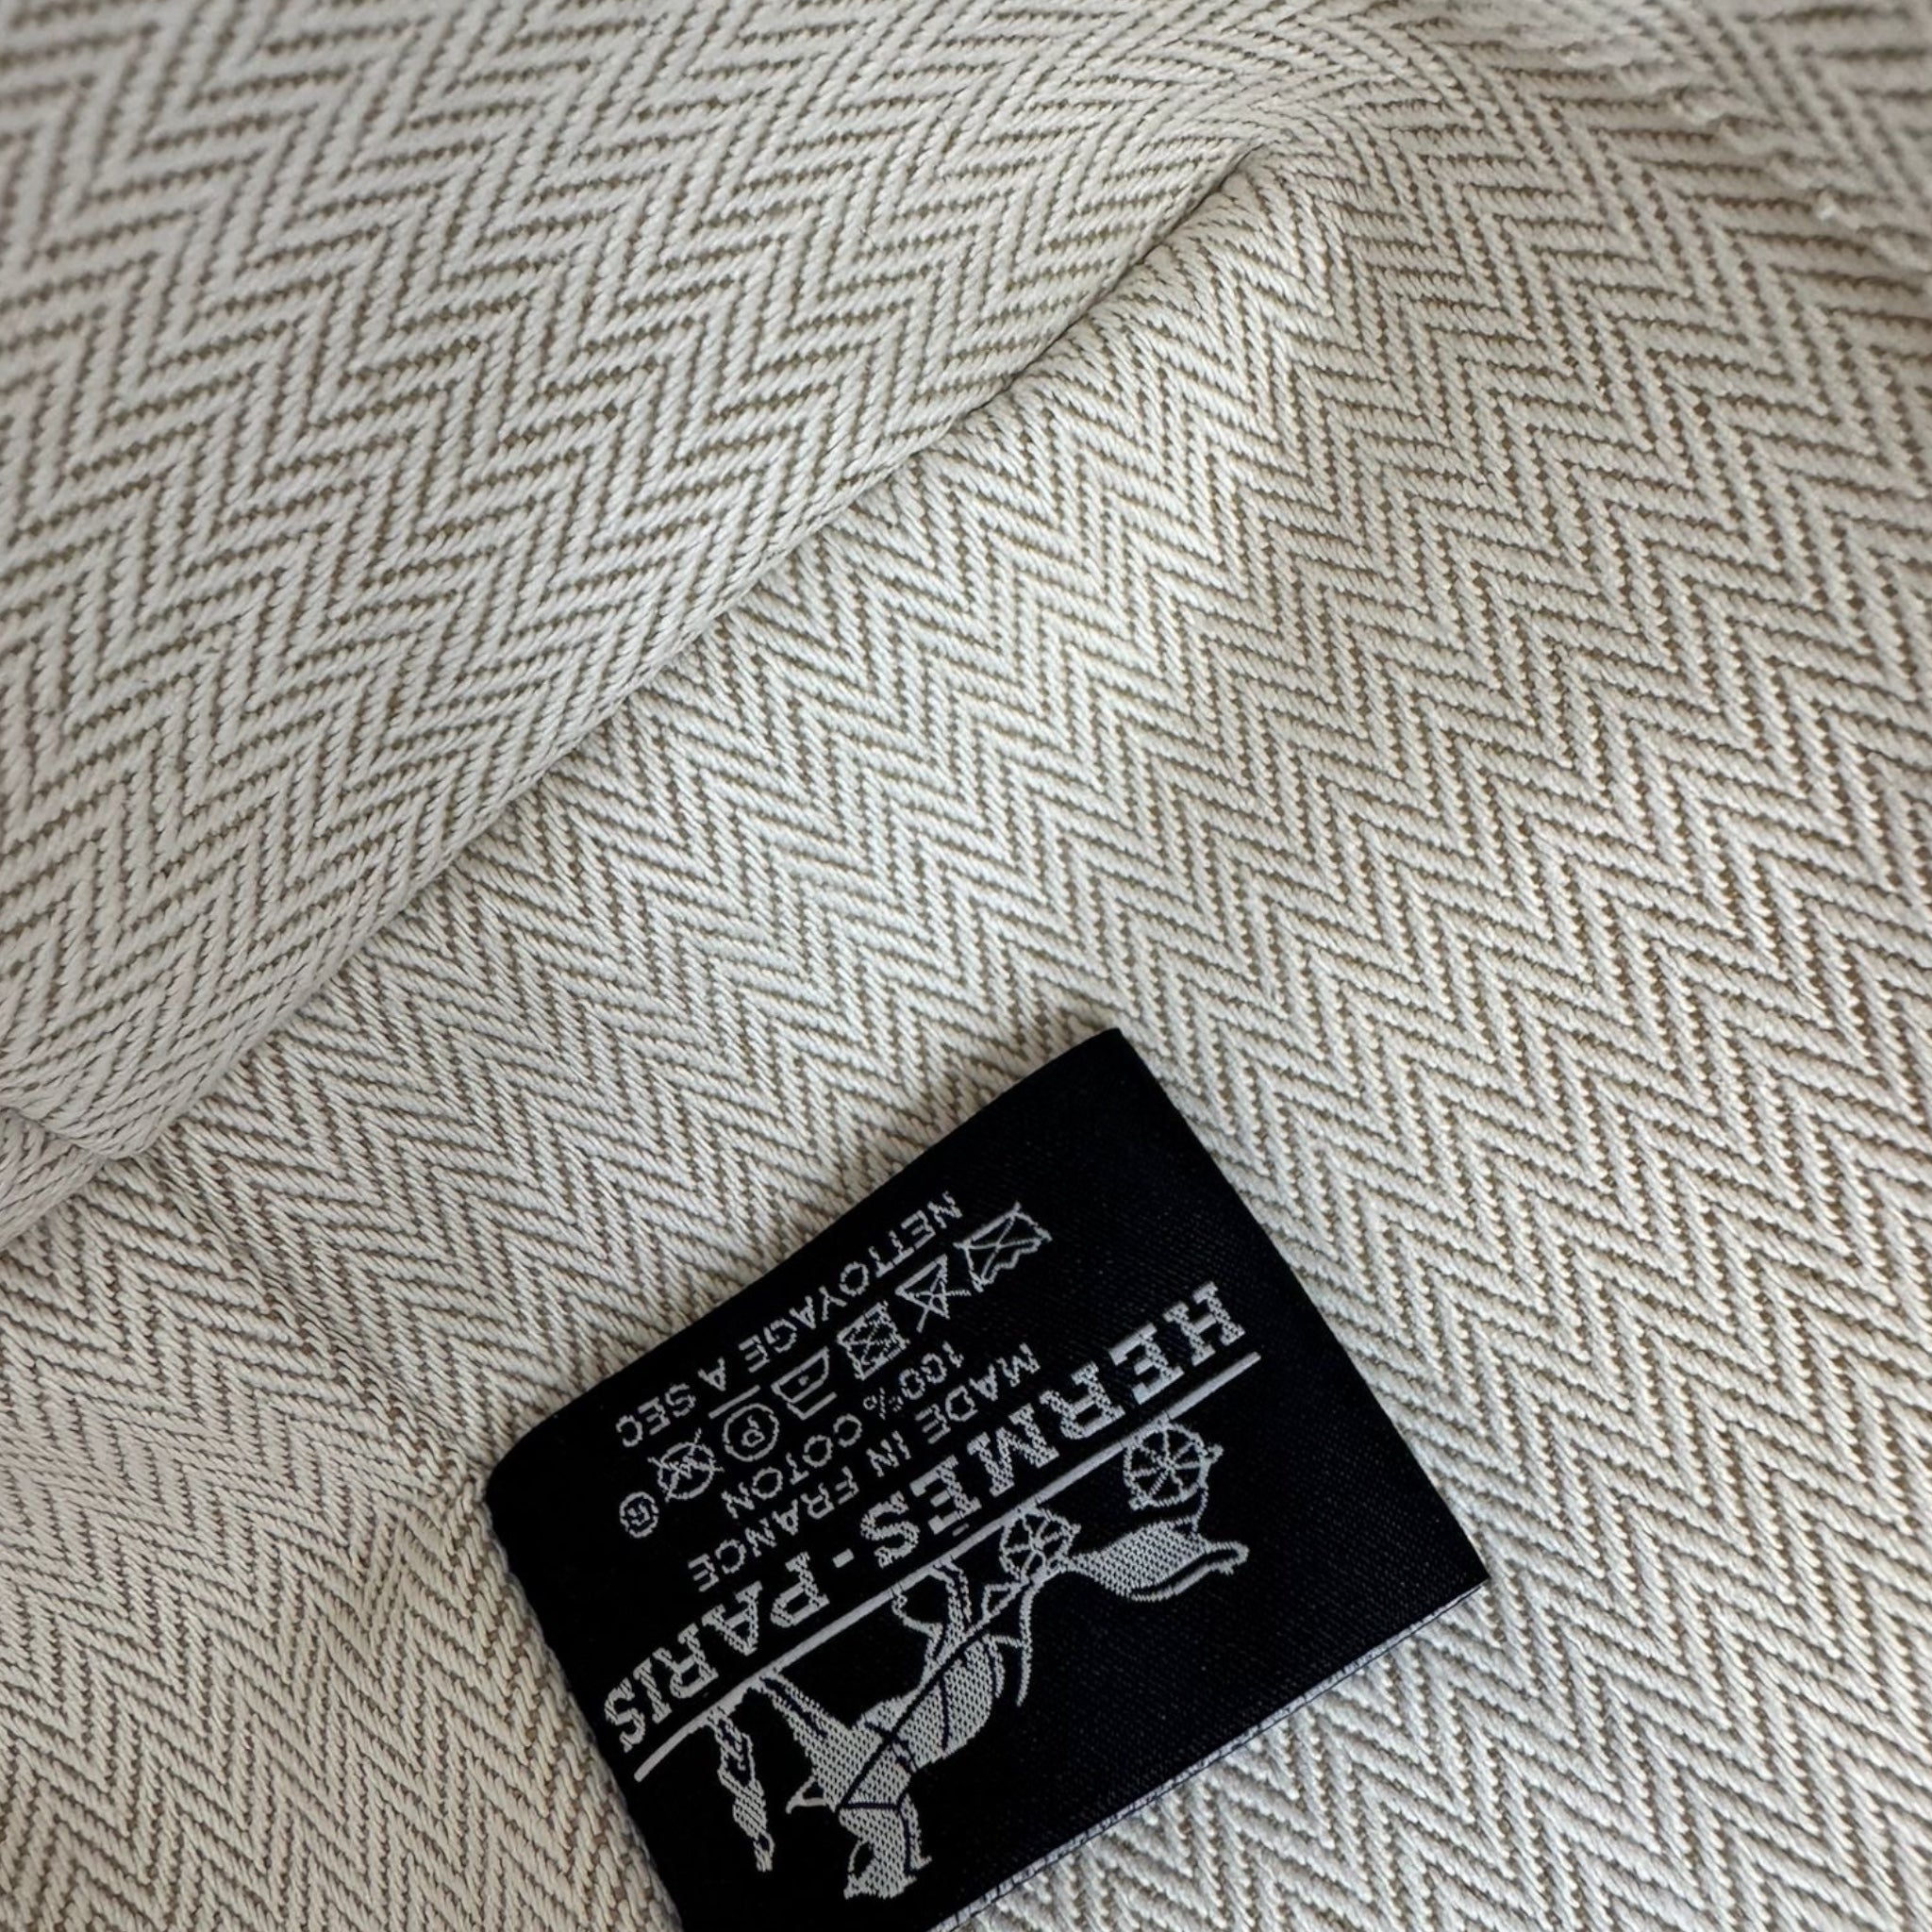 HERMES-PARIS
MADE IN FRANCE
100% COTON
P
NETTOYAGE A SEC